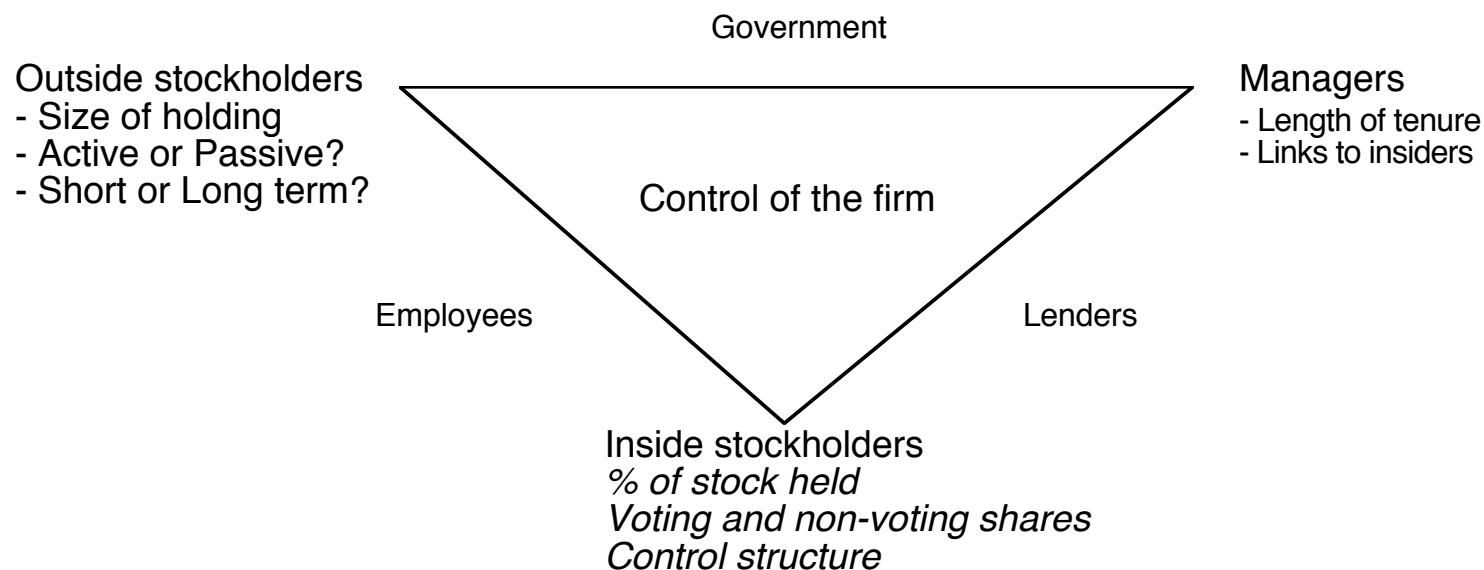 Government
Outside stockholders
- Size of holding
- Active or Passive?
- Short or Long term?
Managers
- Length of tenure
- Links to insiders
Control of the firm
Employees
Lenders
Inside stockholders
% of stock held
Voting and non-voting shares
Control structure